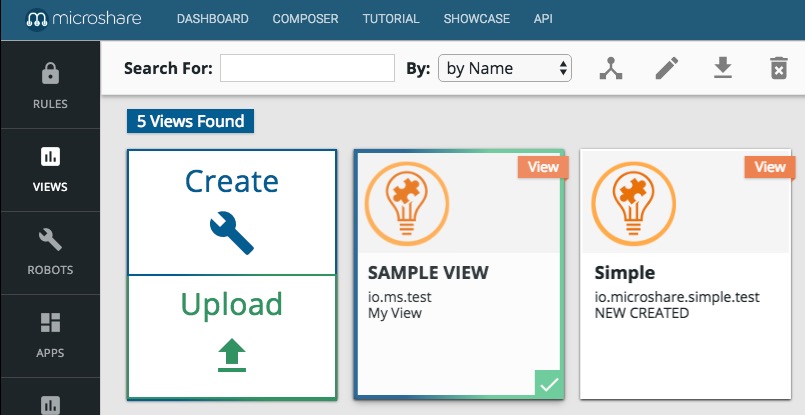 microshare DASHBOARD COMPOSER TUTORIAL SHOWCASE API
Search For: By: by Name
RULES
5 Views Found
VIEWS
Create
Upload
View
SAMPLE VIEW
io.ms.test
My View
View
Simple
io.microshare.simple.test
NEW CREATED
ROBOTS
APPS